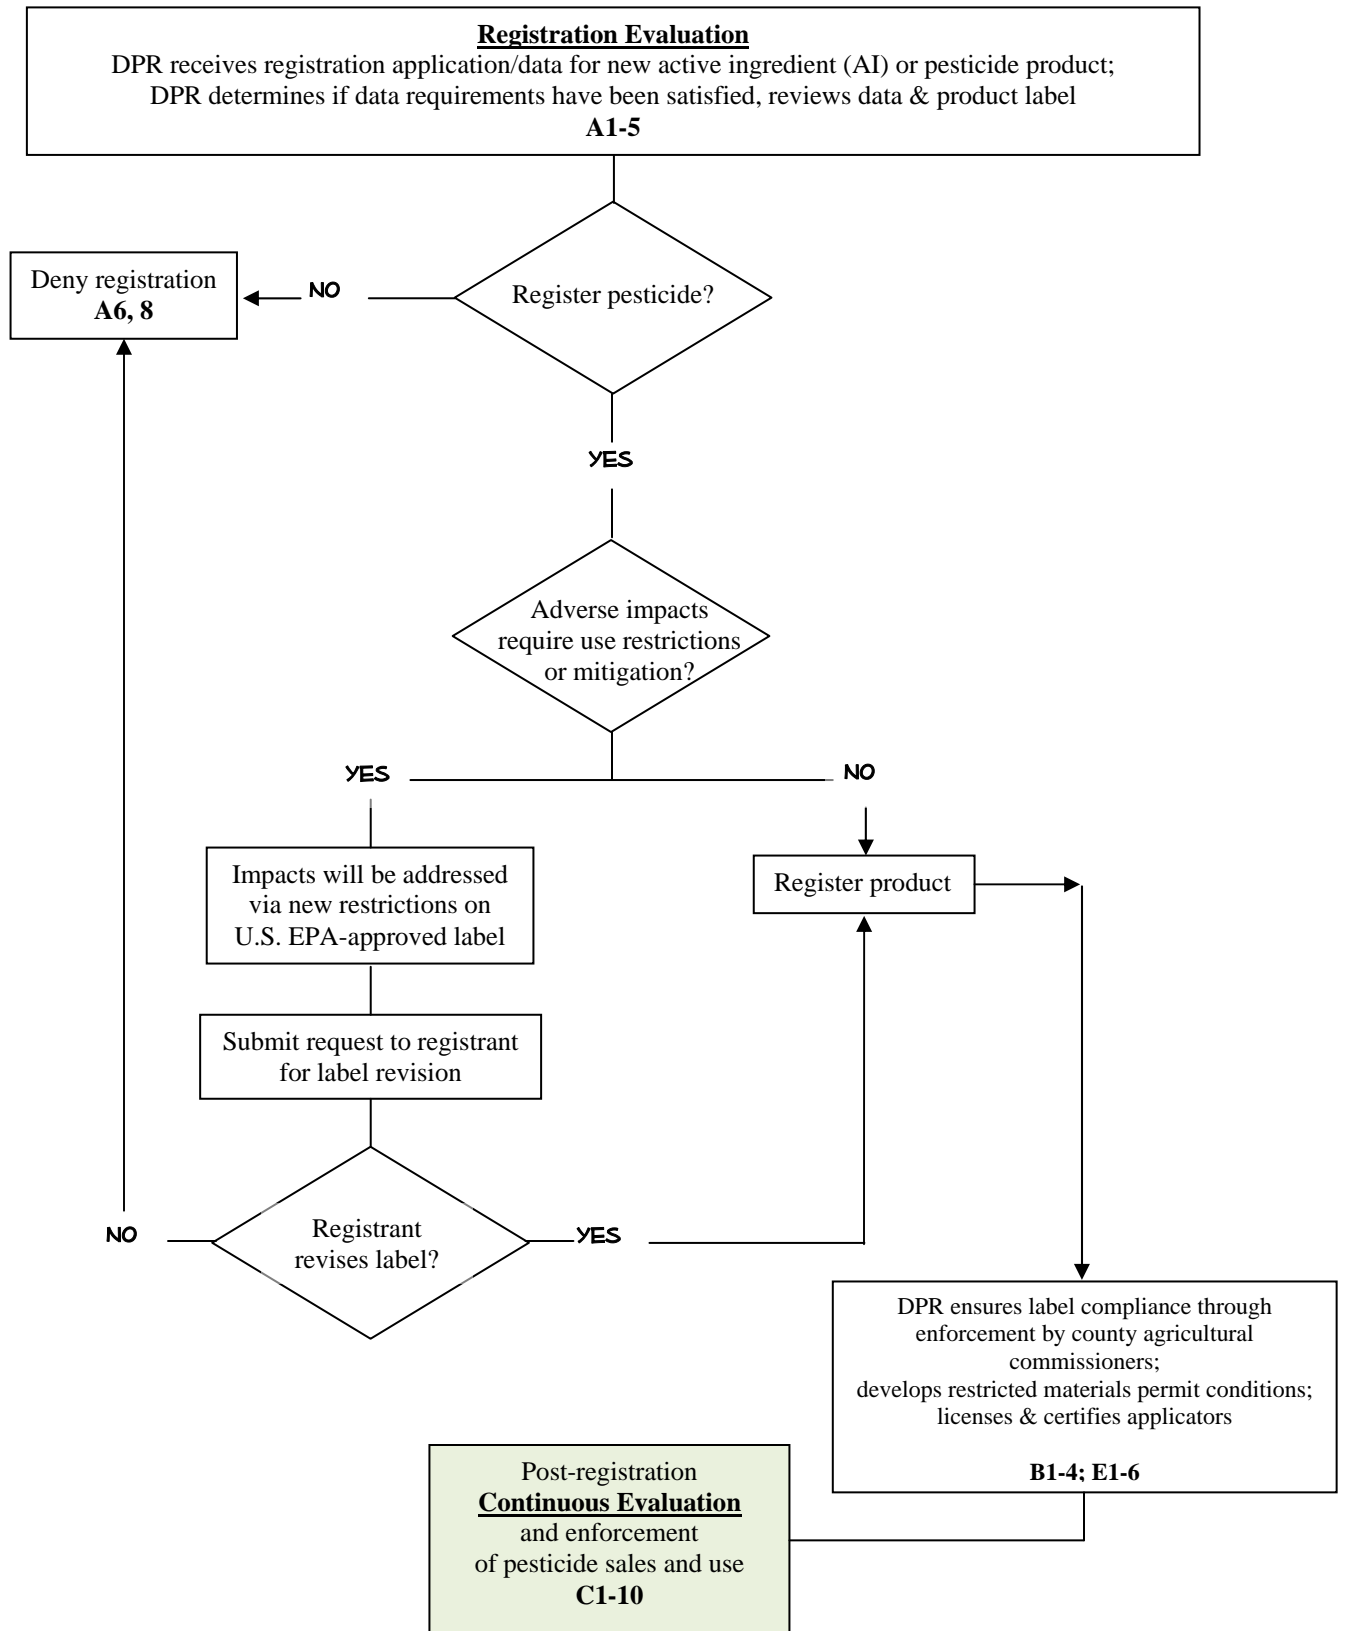 Registration Evaluation
DPR receives registration application/data for new active ingredient (AI) or pesticide product;
DPR determines if data requirements have been satisfied, reviews data & product label
A1-5
Deny registration
A6, 8
NO
Register pesticide?
YES
Adverse impacts
require use restrictions
or mitigation?
YES
NO
Impacts will be addressed
via new restrictions on
U.S. EPA-approved label
Register product
Submit request to registrant
for label revision
NO
Registrant
revises label?
YES
DPR ensures label compliance through
enforcement by county agricultural
commissioners;
develops restricted materials permit conditions;
licenses & certifies applicators
B1-4; E1-6
Post-registration
Continuous Evaluation
and enforcement
of pesticide sales and use
C1-10